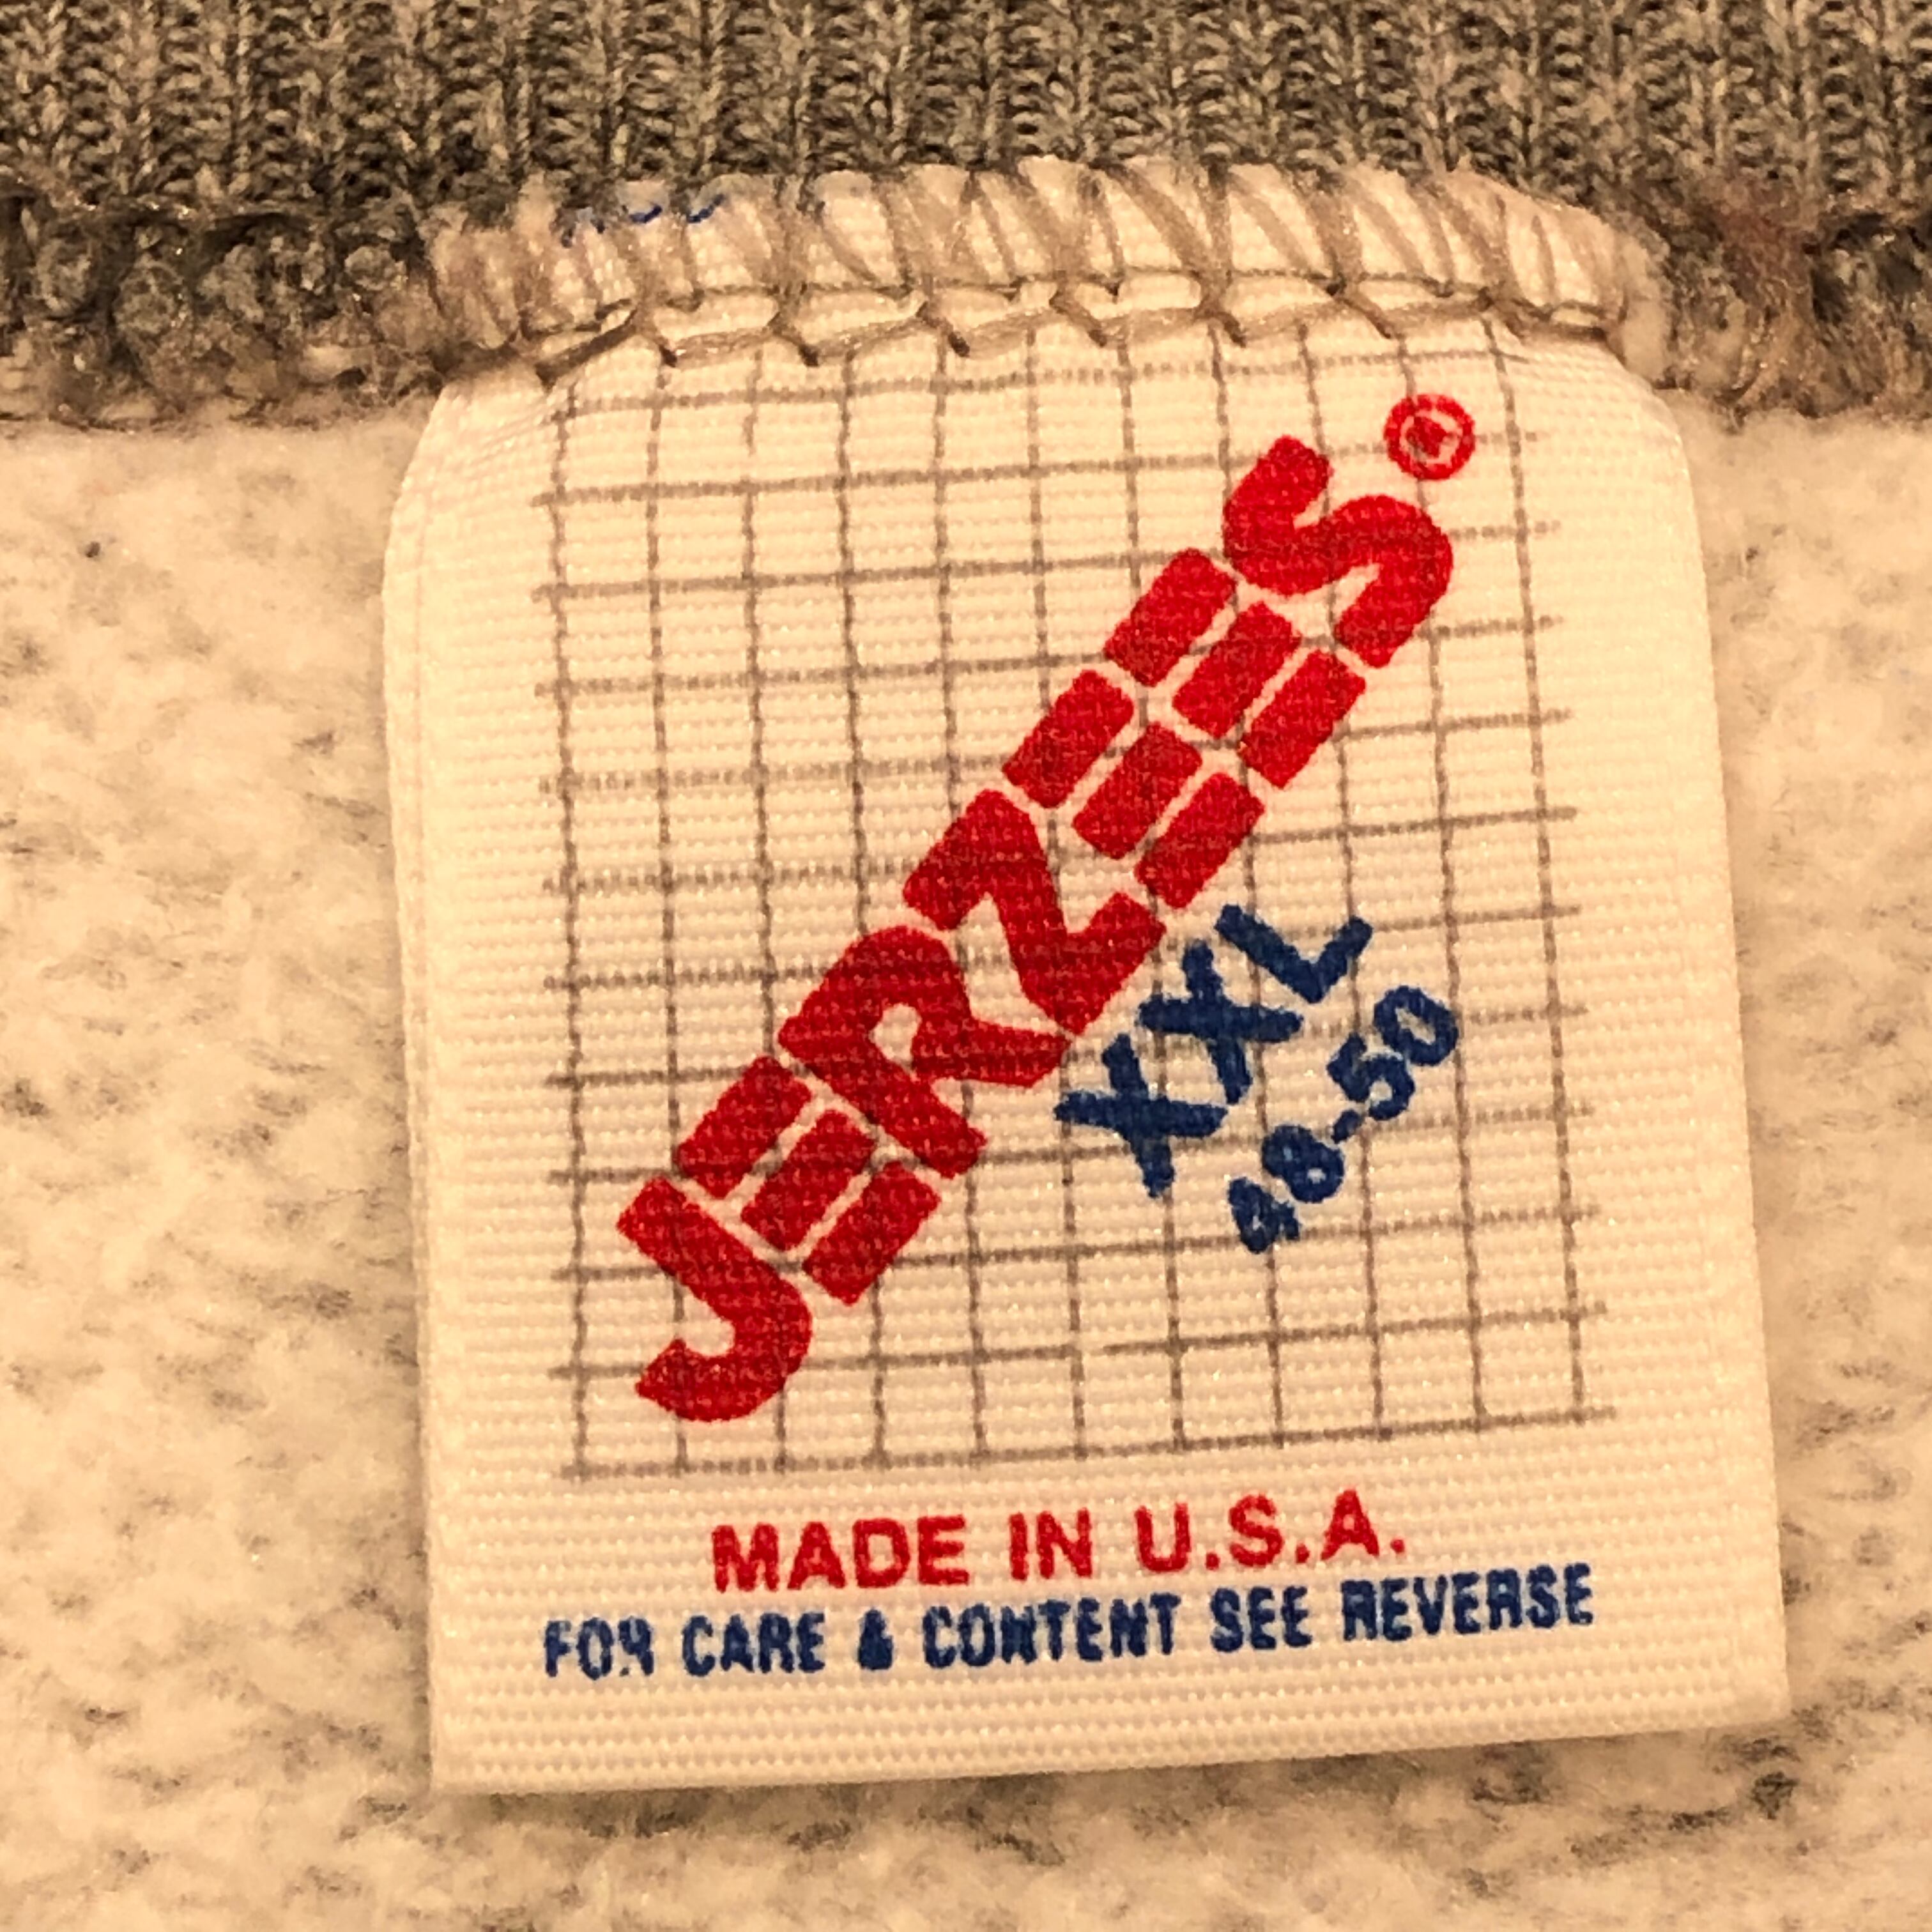 JERZEES®
XXL
48-50
MADE IN U.S.A.
FOR CARE & CONTENT SEE REVERSE